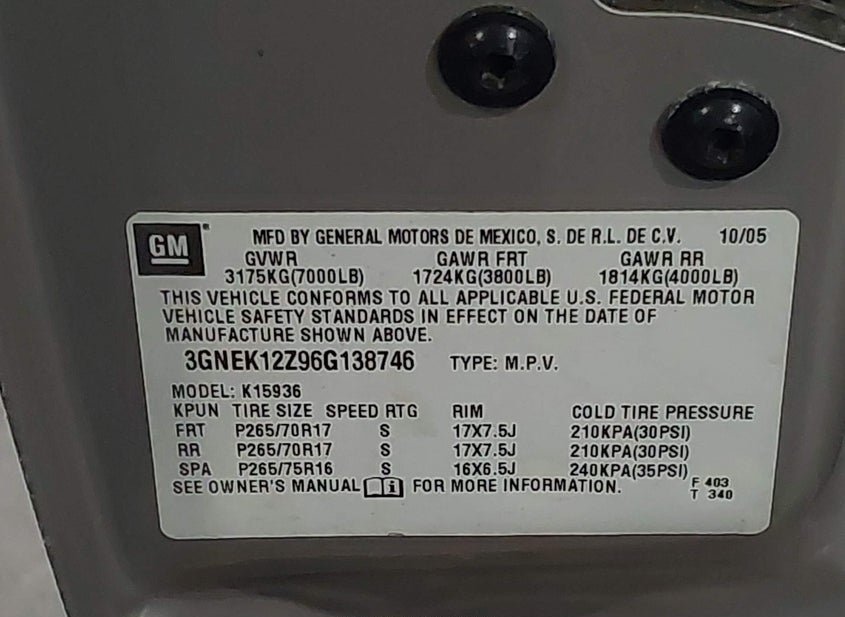 GM MFD BY GENERAL MOTORS DE MEXICO, S. DE R.L. DE C.V. 10/05
GVWR GAWR FRT GAWR RR
3175KG(7000LB) 1724KG(3800LB) 1814KG(4000LB)
THIS VEHICLE CONFORMS TO ALL APPLICABLE U.S. FEDERAL MOTOR
VEHICLE SAFETY STANDARDS IN EFFECT ON THE DATE OF
MANUFACTURE SHOWN ABOVE.
3GNEK12Z96G138746 TYPE: M.P.V.
MODEL: K15936
KPUN TIRE SIZE SPEED RTG RIM COLD TIRE PRESSURE
FRT P265/70R17 S 17X7.5J 210KPA(30PSI)
RR P265/70R17 S 17X7.5J 210KPA(30PSI)
SPA P265/75R16 S 16X6.5J 240KPA(35PSI)
SEE OWNER'S MANUAL i FOR MORE INFORMATION. F 403
T 340